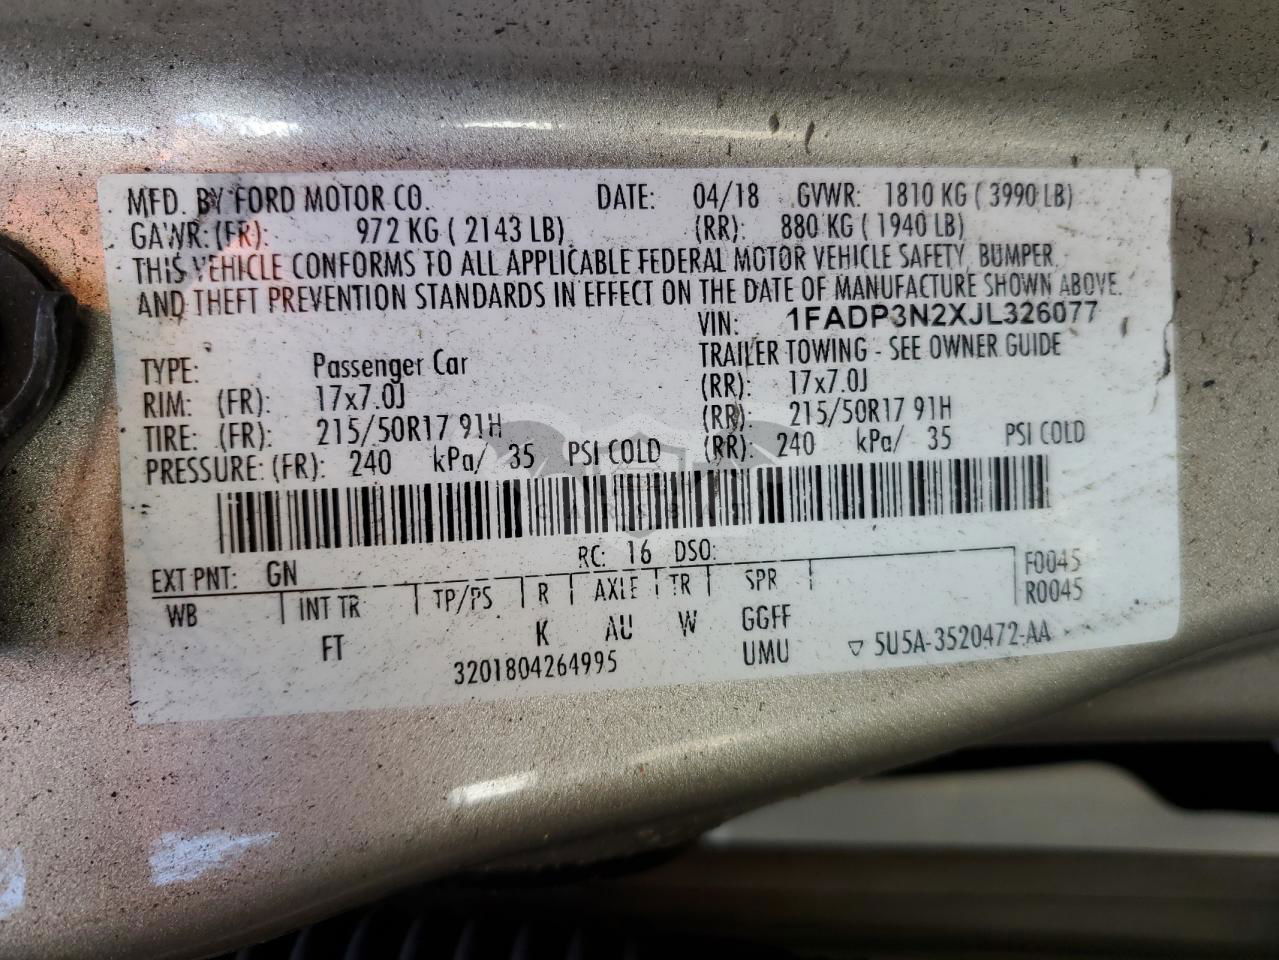 MFD. BY FORD MOTOR CO. DATE: 04/18 GVWR: 1810 KG ( 3990 LB)
GAWR: (FR): 972 KG ( 2143 LB) (RR): 880 KG ( 1940 LB)
THIS VEHICLE CONFORMS TO ALL APPLICABLE FEDERAL MOTOR VEHICLE SAFETY, BUMPER,
AND THEFT PREVENTION STANDARDS IN EFFECT ON THE DATE OF MANUFACTURE SHOWN ABOVE.
VIN: 1FADP3N2XJL326077
TYPE: Passenger Car TRAILER TOWING - SEE OWNER GUIDE
RIM: (FR): 17x7.0J (RR): 17x7.0J
TIRE: (FR): 215/50R17 91H (RR): 215/50R17 91H
PRESSURE: (FR): 240 kPa/ 35 PSI COLD (RR): 240 kPa/ 35 PSI COLD
EXT PNT: GN RC: 16 DSO: F0045
WB INT TR TP/PS R AXLE TR SPR R0045
FT K AU W GGFF
3201804264995 UMU ▽ 5U5A-3520472-AA